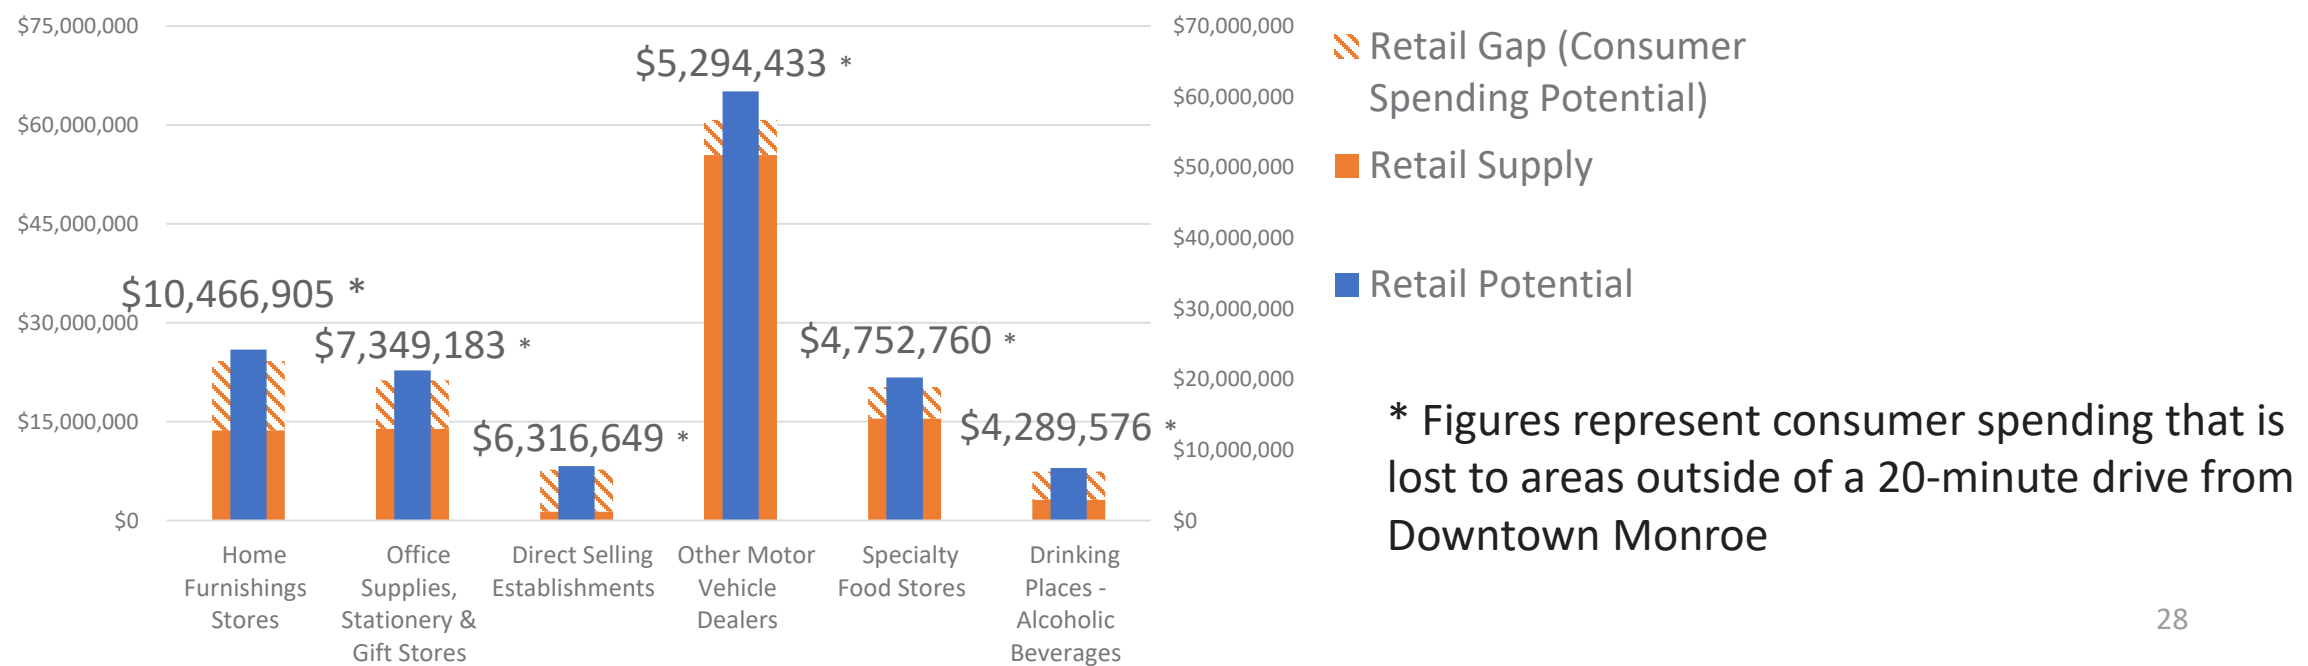 $75,000,000
$60,000,000
$45,000,000
$30,000,000
$15,000,000
$0
$10,466,905 *
$7,349,183 *
$6,316,649 *
$5,294,433 *
$4,752,760 *
$4,289,576 *
$70,000,000
$60,000,000
$50,000,000
$40,000,000
$30,000,000
$20,000,000
$10,000,000
$0
Home
Furnishings
Stores
Office
Supplies,
Stationery &
Gift Stores
Direct Selling
Establishments
Other Motor
Vehicle
Dealers
Specialty
Food Stores
Drinking
Places -
Alcoholic
Beverages
Retail Gap (Consumer
Spending Potential)
Retail Supply
Retail Potential
* Figures represent consumer spending that is
lost to areas outside of a 20-minute drive from
Downtown Monroe
28